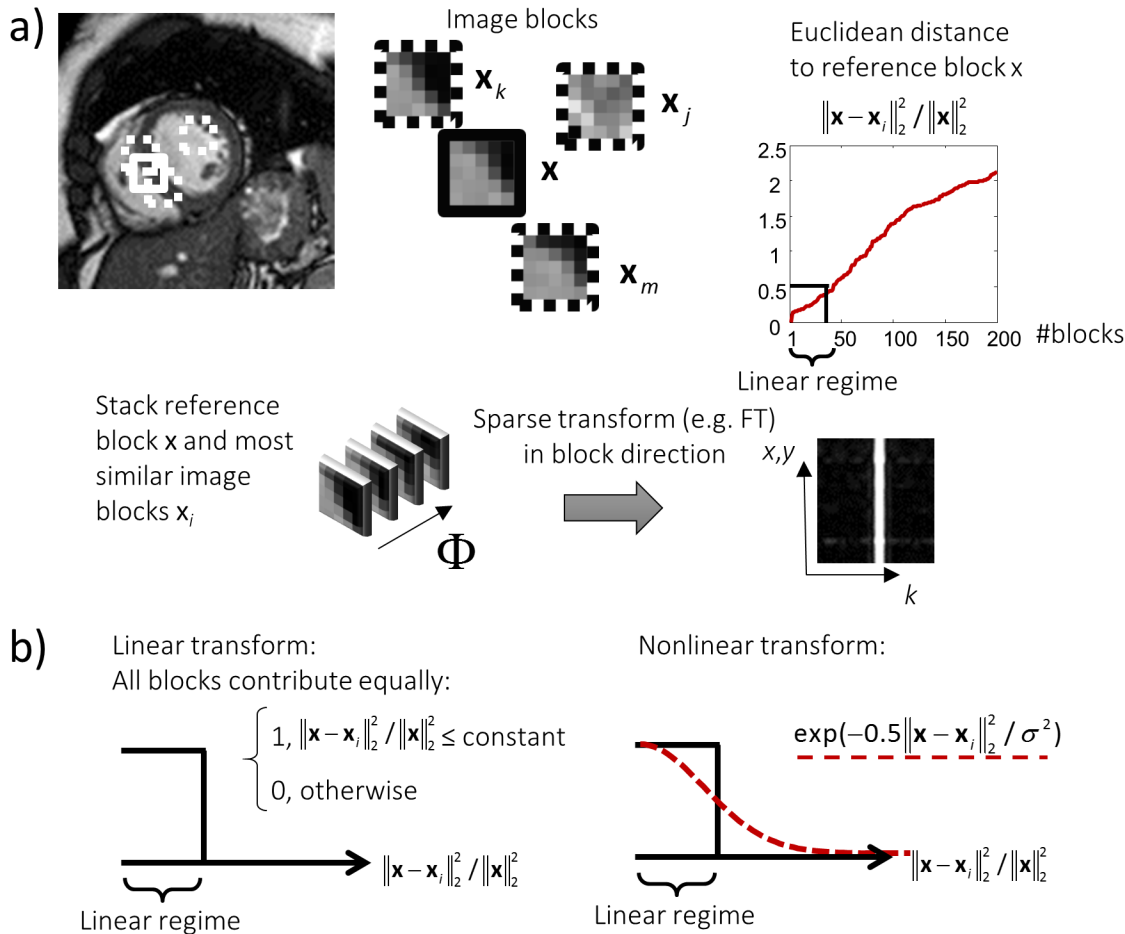 a)
Image blocks
x_k
x_j
x
x_m
Euclidean distance
to reference block x
‖x − x_i‖₂² / ‖x‖₂²
2.5
2
1.5
1
0.5
0
1 50 100 150 200
#blocks
Linear regime
Stack reference
block x and most
similar image
blocks x_i
Φ
Sparse transform (e.g. FT)
in block direction
x,y
k
b)
Linear transform:
All blocks contribute equally:
1, ‖x − x_i‖₂² / ‖x‖₂² ≤ constant
0, otherwise
‖x − x_i‖₂² / ‖x‖₂²
Linear regime
Nonlinear transform:
exp(−0.5‖x − x_i‖₂² / σ²)
‖x − x_i‖₂² / ‖x‖₂²
Linear regime